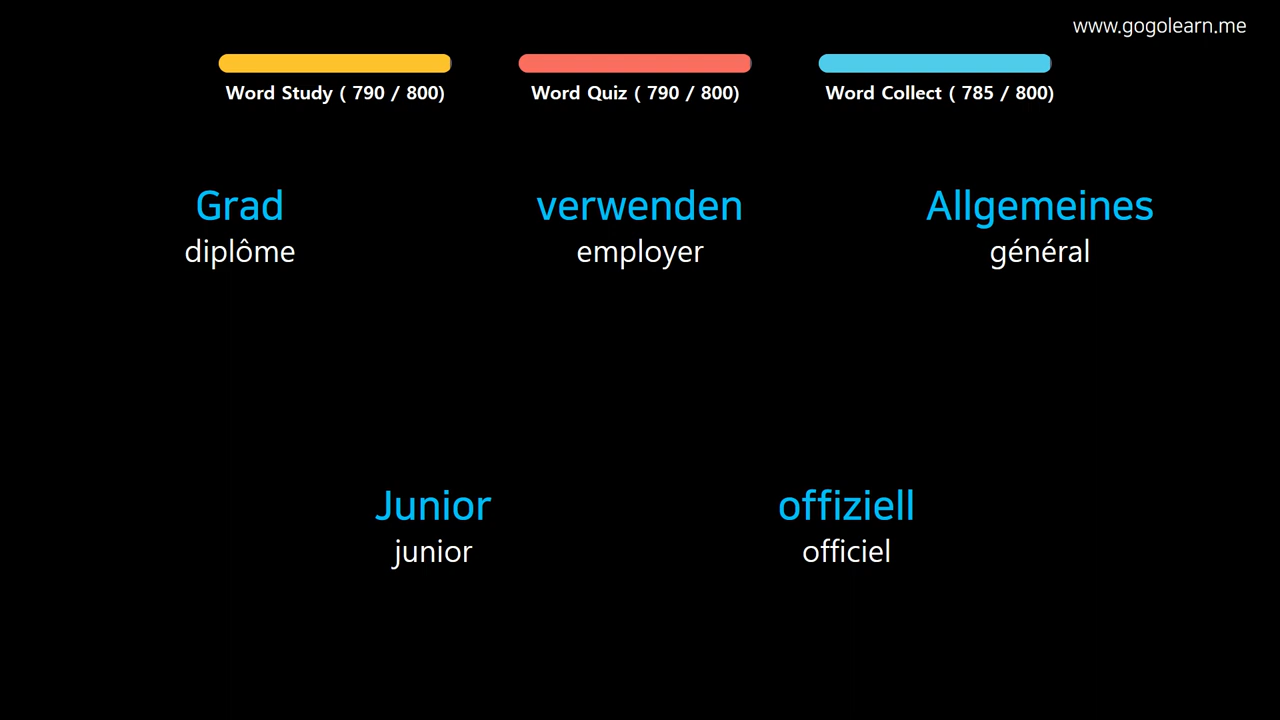 www.gogolearn.me
Word Study ( 790 / 800)
Word Quiz ( 790 / 800)
Word Collect ( 785 / 800)
Grad
diplôme
verwenden
employer
Allgemeines
général
Junior
junior
offiziell
officiel